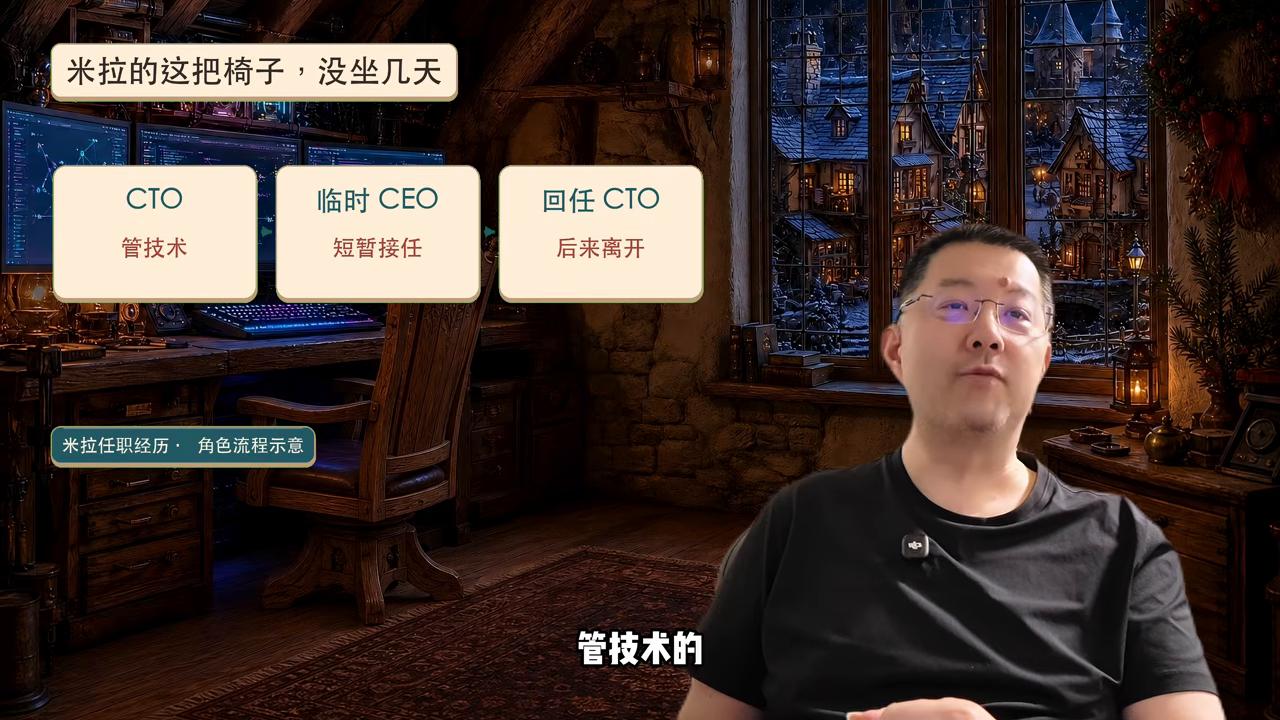 米拉的这把椅子，没坐几天
CTO
管技术
临时 CEO
短暂接任
回任 CTO
后来离开
米拉任职经历· 角色流程示意
管技术的